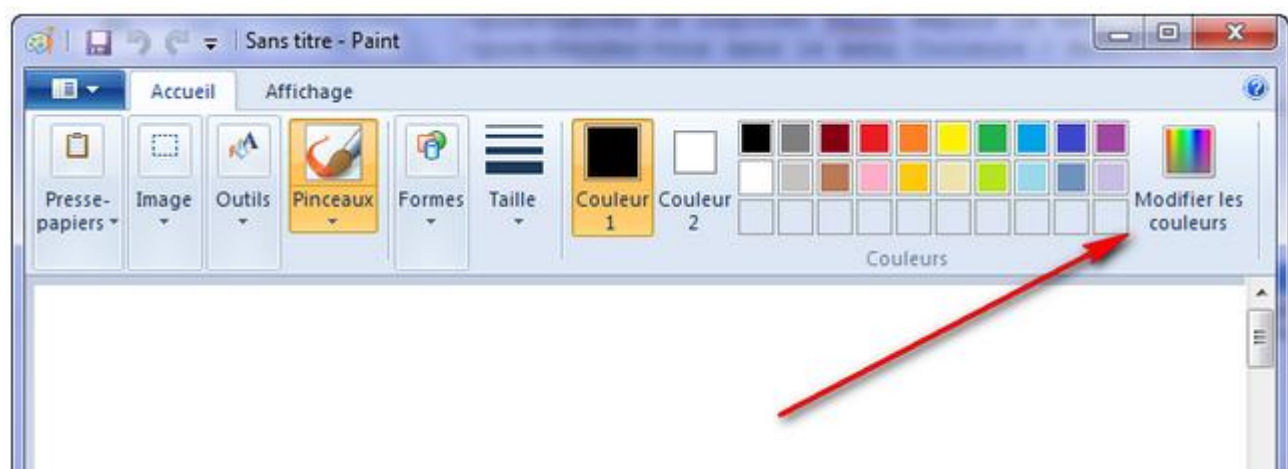 Sans titre - Paint
Accueil Affichage
Presse-
papiers
Image
Outils
Pinceaux
Formes
Taille
Couleur
1
Couleur
2
Modifier les
couleurs
Couleurs